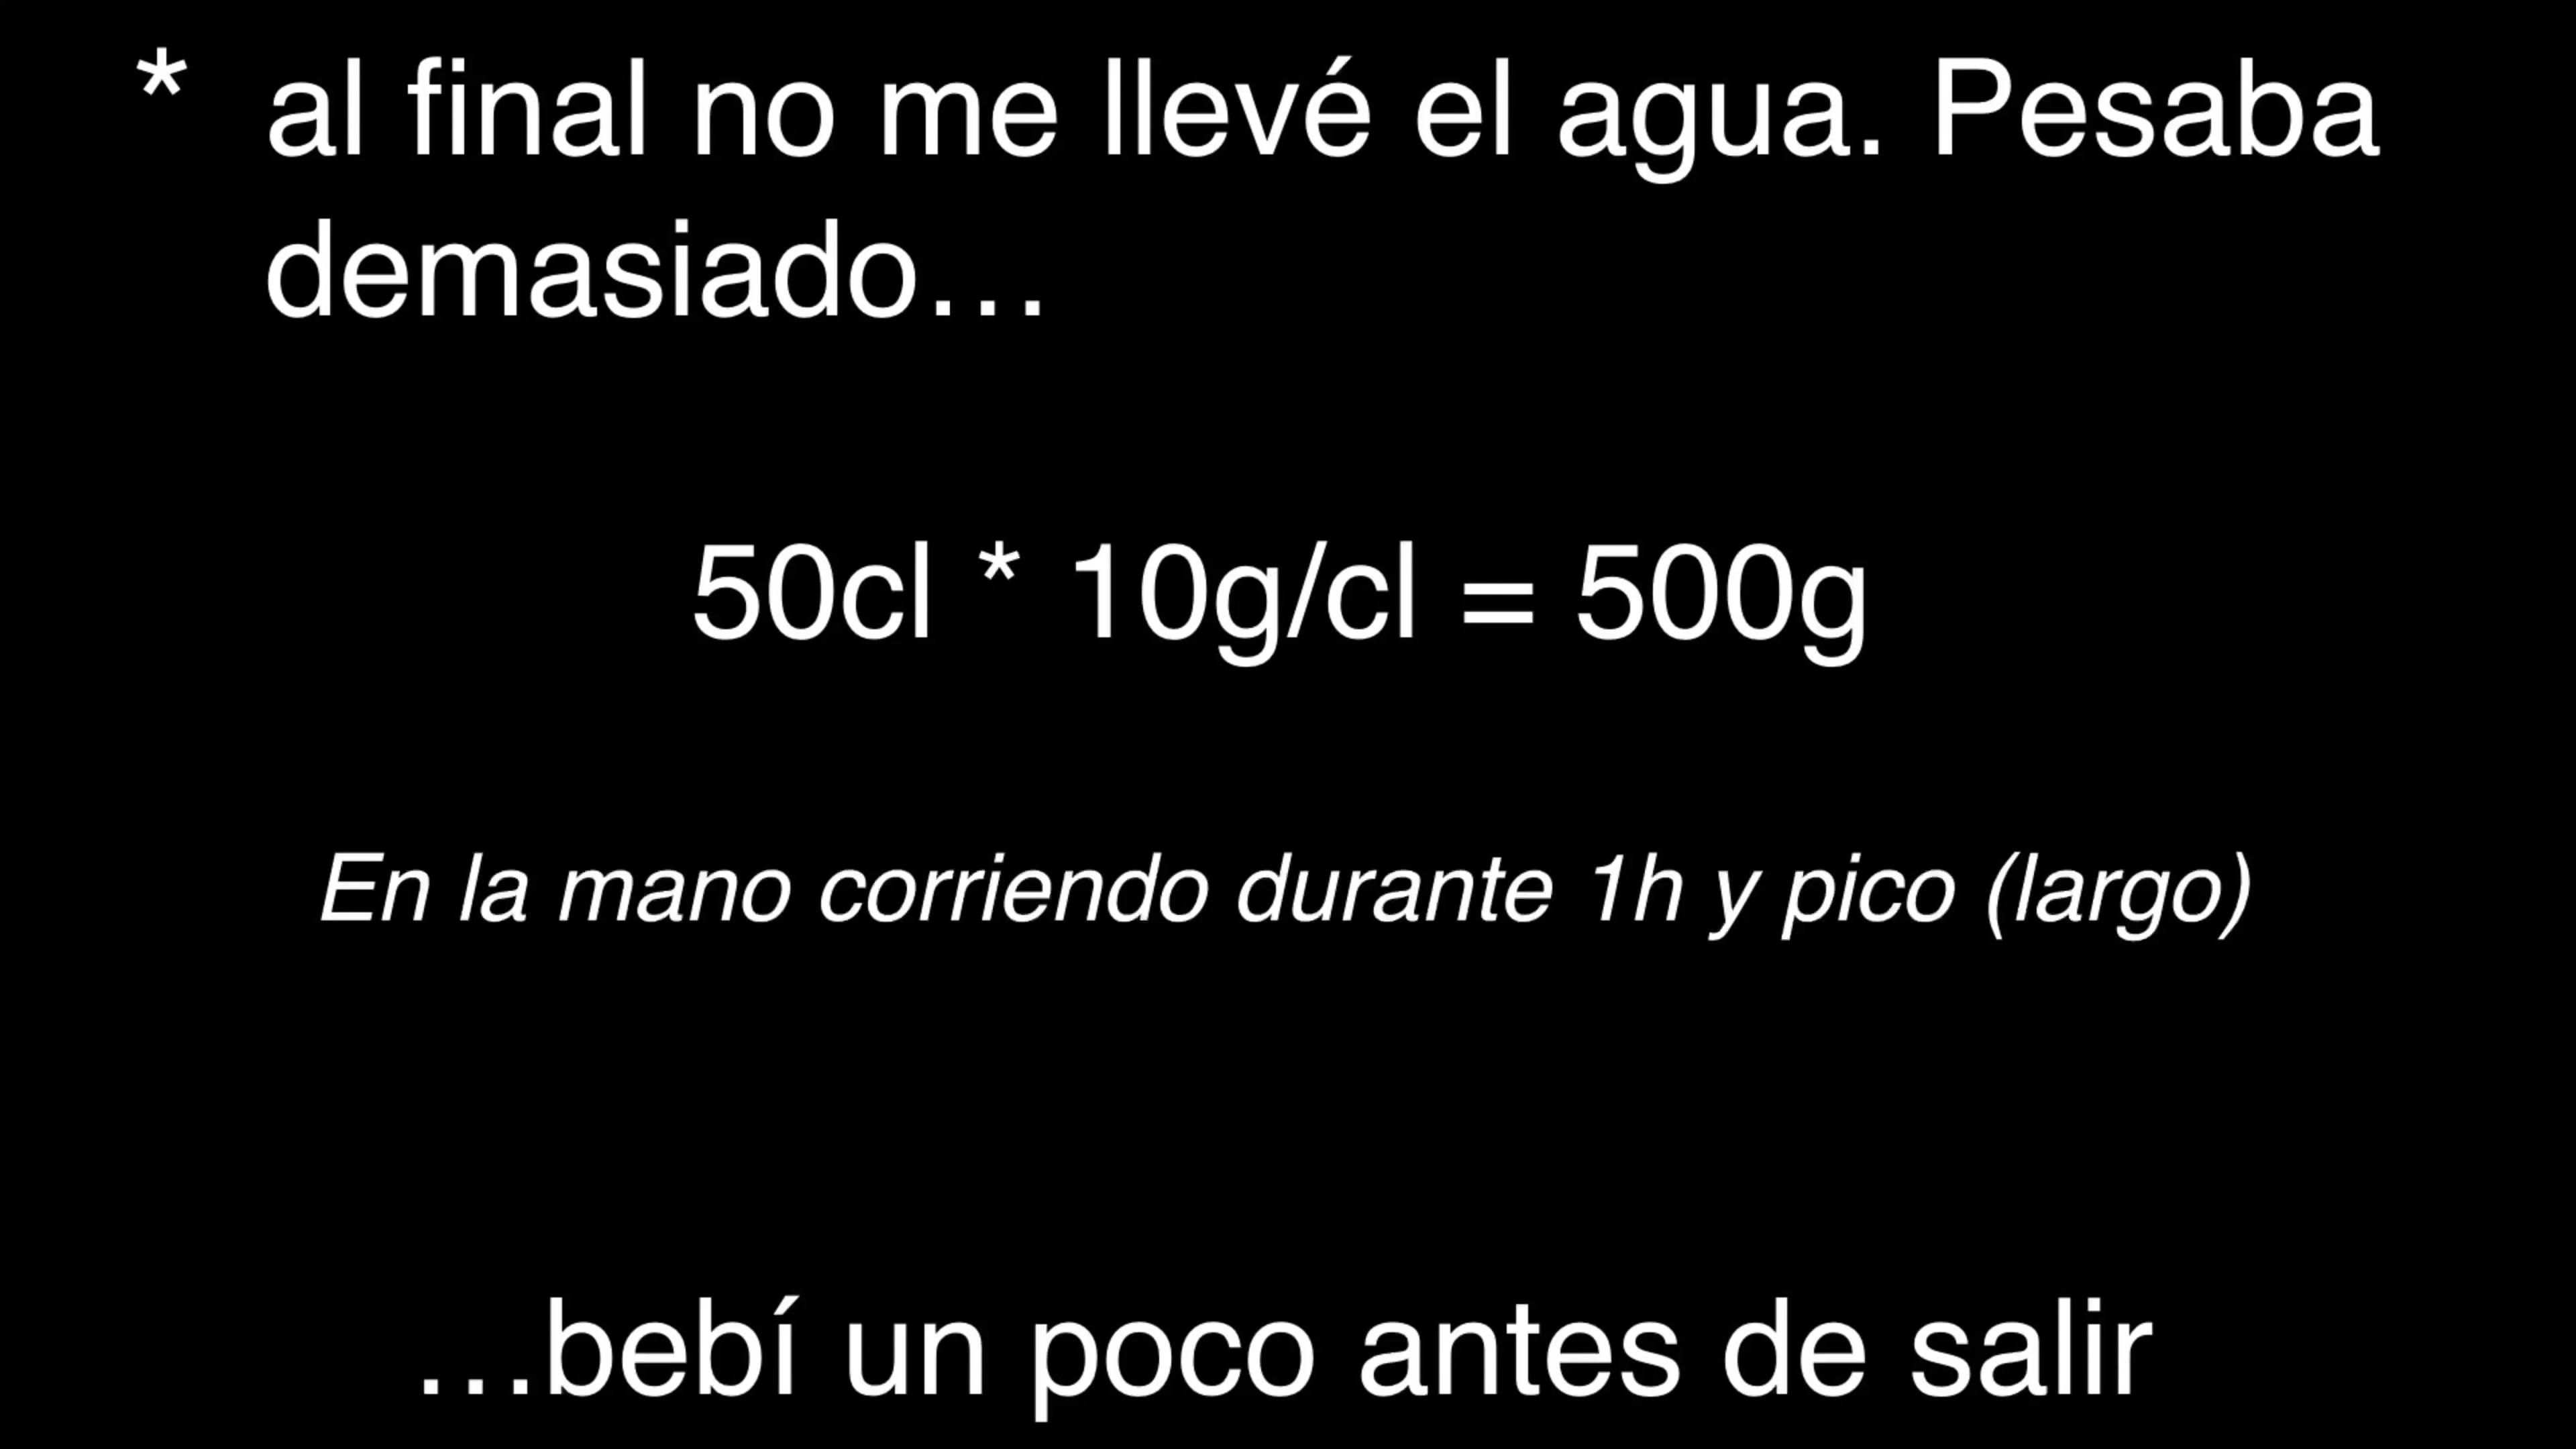 * al final no me llevé el agua. Pesaba
demasiado…
50cl * 10g/cl = 500g
En la mano corriendo durante 1h y pico (largo)
…bebí un poco antes de salir